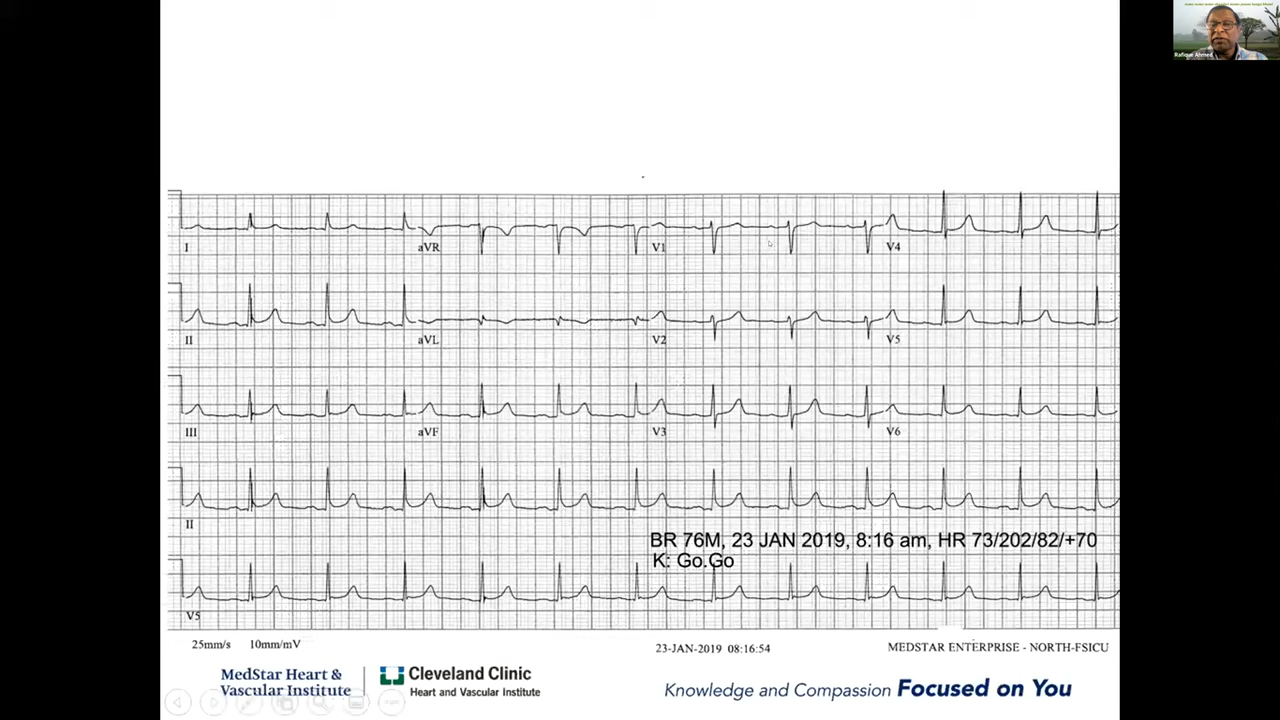 Rafique Ahmed
I
aVR
V1
V4
II
aVL
V2
V5
III
aVF
V3
V6
II
BR 76M, 23 JAN 2019, 8:16 am, HR 73/202/82/+70
K: Go.Go
V5
25mm/s 10mm/mV
23-JAN-2019 08:16:54
MEDSTAR ENTERPRISE - NORTH-FSICU
MedStar Heart &
Vascular Institute
Cleveland Clinic
Heart and Vascular Institute
Knowledge and Compassion Focused on You